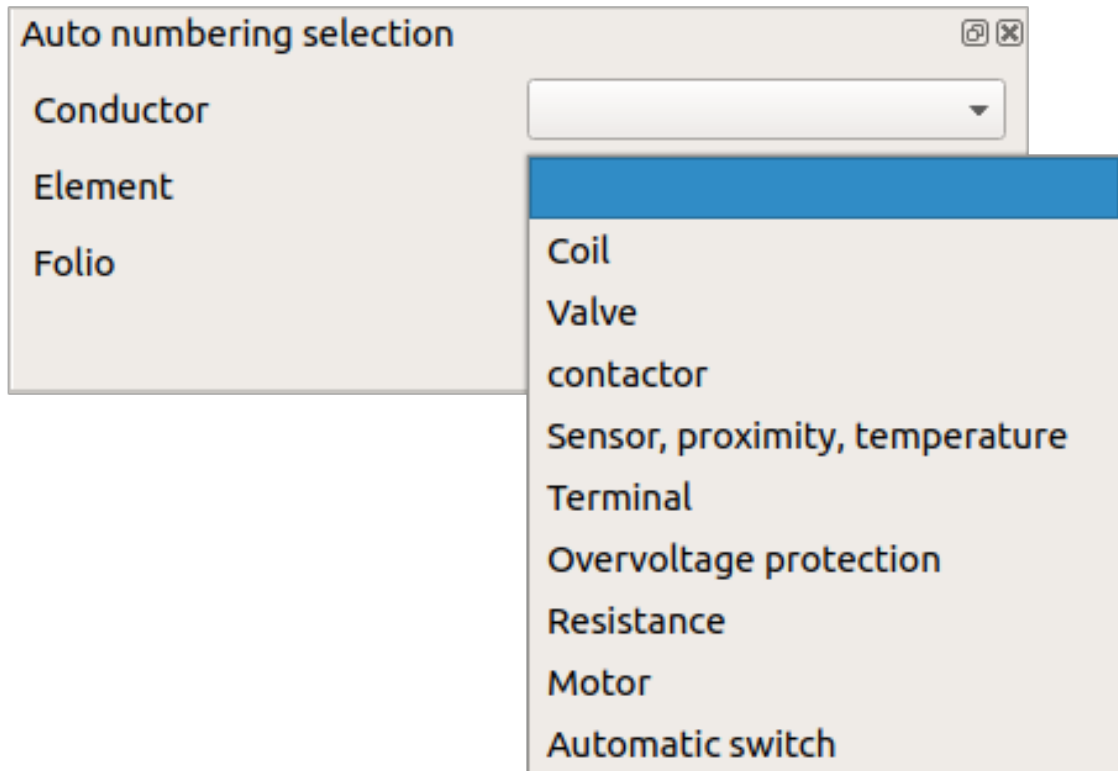 Auto numbering selection
Conductor
Element
Folio
Coil
Valve
contactor
Sensor, proximity, temperature
Terminal
Overvoltage protection
Resistance
Motor
Automatic switch